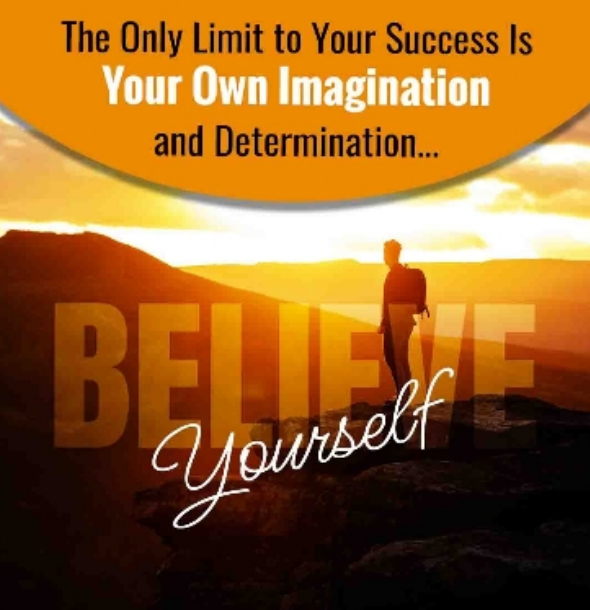 The Only Limit to Your Success Is
Your Own Imagination
and Determination...
BELIEVE
Yourself